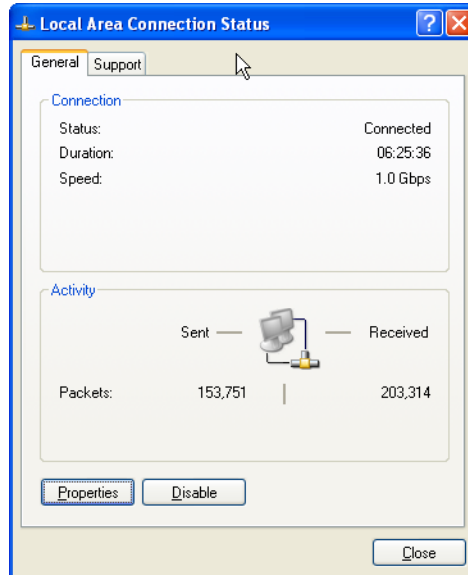 Local Area Connection Status
General Support
Connection
Status: Connected
Duration: 06:25:36
Speed: 1.0 Gbps
Activity
Sent Received
Packets: 153,751 203,314
Properties Disable
Close